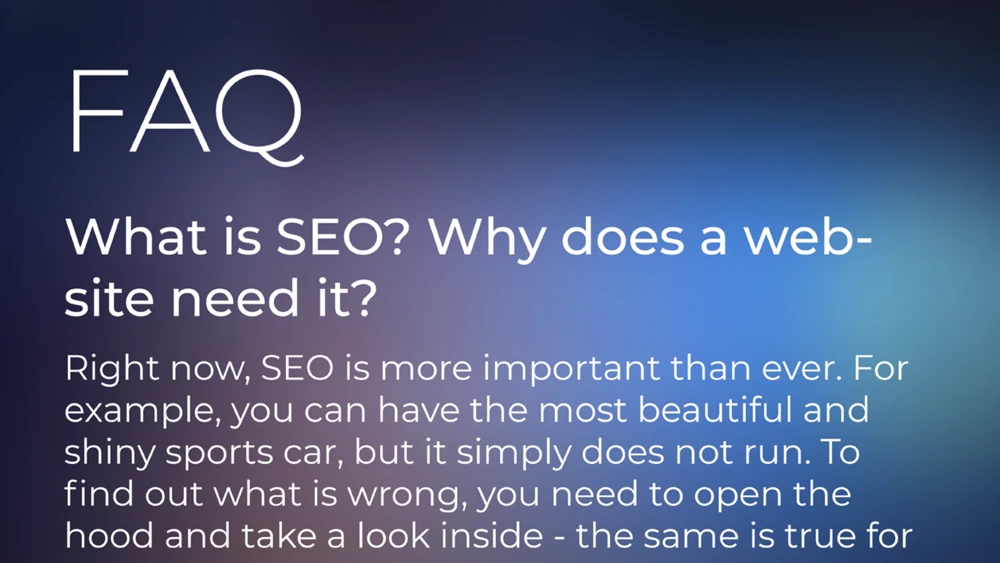 FAQ
What is SEO? Why does a web-
site need it?
Right now, SEO is more important than ever. For
example, you can have the most beautiful and
shiny sports car, but it simply does not run. To
find out what is wrong, you need to open the
hood and take a look inside - the same is true for